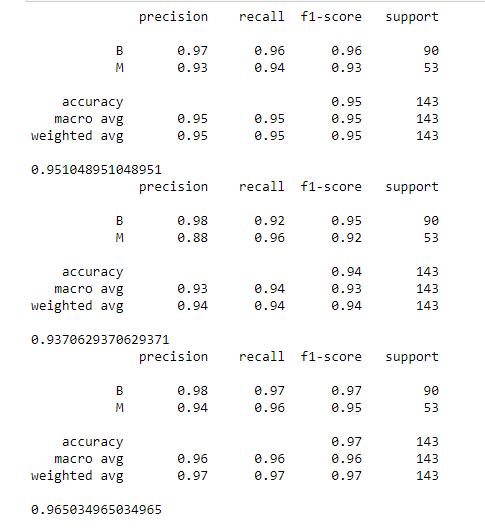 precision recall f1-score support
B 0.97 0.96 0.96 90
M 0.93 0.94 0.93 53
accuracy 0.95 143
macro avg 0.95 0.95 0.95 143
weighted avg 0.95 0.95 0.95 143
0.951048951048951
precision recall f1-score support
B 0.98 0.92 0.95 90
M 0.88 0.96 0.92 53
accuracy 0.94 143
macro avg 0.93 0.94 0.93 143
weighted avg 0.94 0.94 0.94 143
0.9370629370629371
precision recall f1-score support
B 0.98 0.97 0.97 90
M 0.94 0.96 0.95 53
accuracy 0.97 143
macro avg 0.96 0.96 0.96 143
weighted avg 0.97 0.97 0.97 143
0.965034965034965